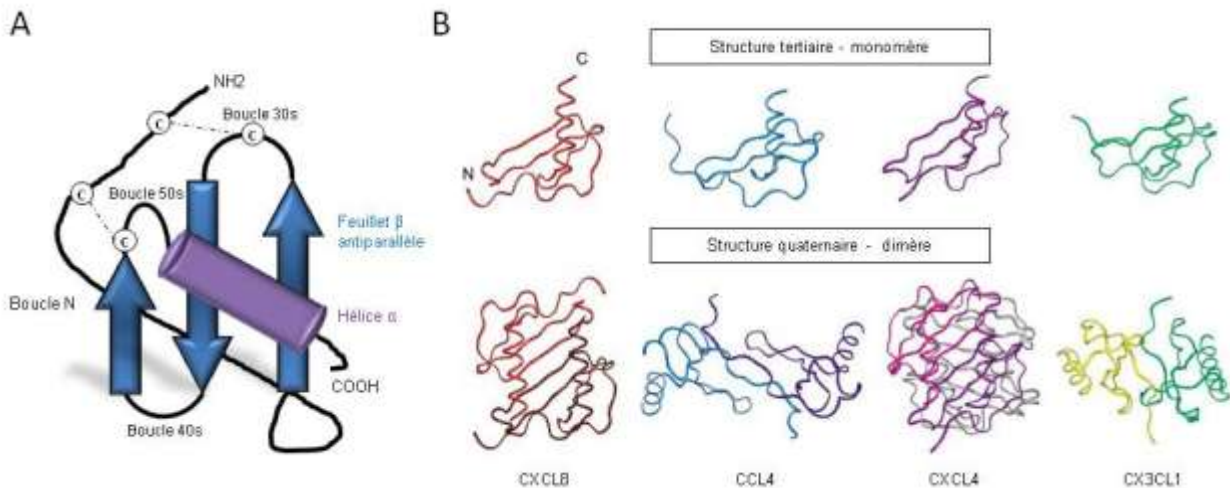 A
NH2
C
Boucle 30s
C
C
Boucle 50s
C
Feuillet β
antiparallèle
Boucle N
Hélice α
COOH
Boucle 40s
B
Structure tertiaire - monomère
C
N
Structure quaternaire - dimère
CXCL8
CCL4
CXCL4
CX3CL1